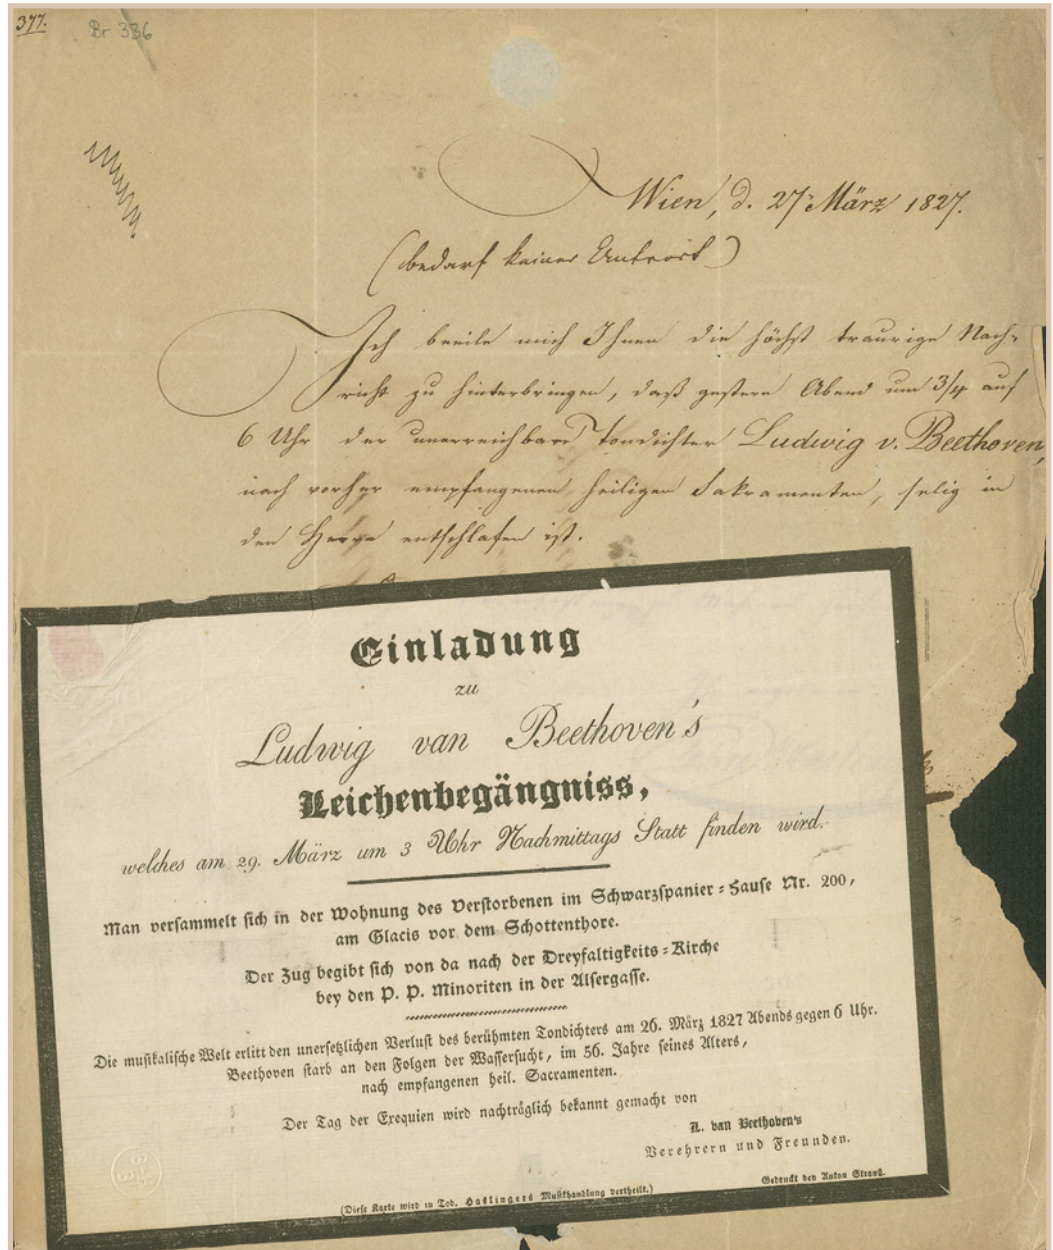 377.
Br 336
Wien, d. 27 März 1827.
(bedarf keiner Antwort)
Ich beeile mich Ihnen die höchst traurige Nach-
richt zu hinterbringen, daß gestern Abend um 3/4 auf
6 Uhr der unerreichbare Tondichter Ludwig v. Beethoven,
nach vorher empfangenen heiligen Sakramenten, selig in
den Herrn entschlafen ist.
Einladung
zu
Ludwig van Beethoven's
Leichenbegängniss,
welches am 29. März um 3 Uhr Nachmittags Statt finden wird.
Man versammelt sich in der Wohnung des Verstorbenen im Schwarzspanier=Hause Nr. 200,
am Glacis vor dem Schottenthore.
Der Zug begibt sich von da nach der Dreyfaltigkeits=Kirche
bey den P. P. Minoriten in der Alsergasse.
Die musikalische Welt erlitt den unersetzlichen Verlust des berühmten Tondichters am 26. März 1827 Abends gegen 6 Uhr.
Beethoven starb an den Folgen der Wassersucht, im 56. Jahre seines Alters,
nach empfangenen heil. Sacramenten.
Der Tag der Exequien wird nachträglich bekannt gemacht von
L. van Beethoven's
Verehrern und Freunden.
Gedruckt bey Anton Strauß.
(Diese Karte wird in Tob. Haslingers Musikhandlung vertheilt.)